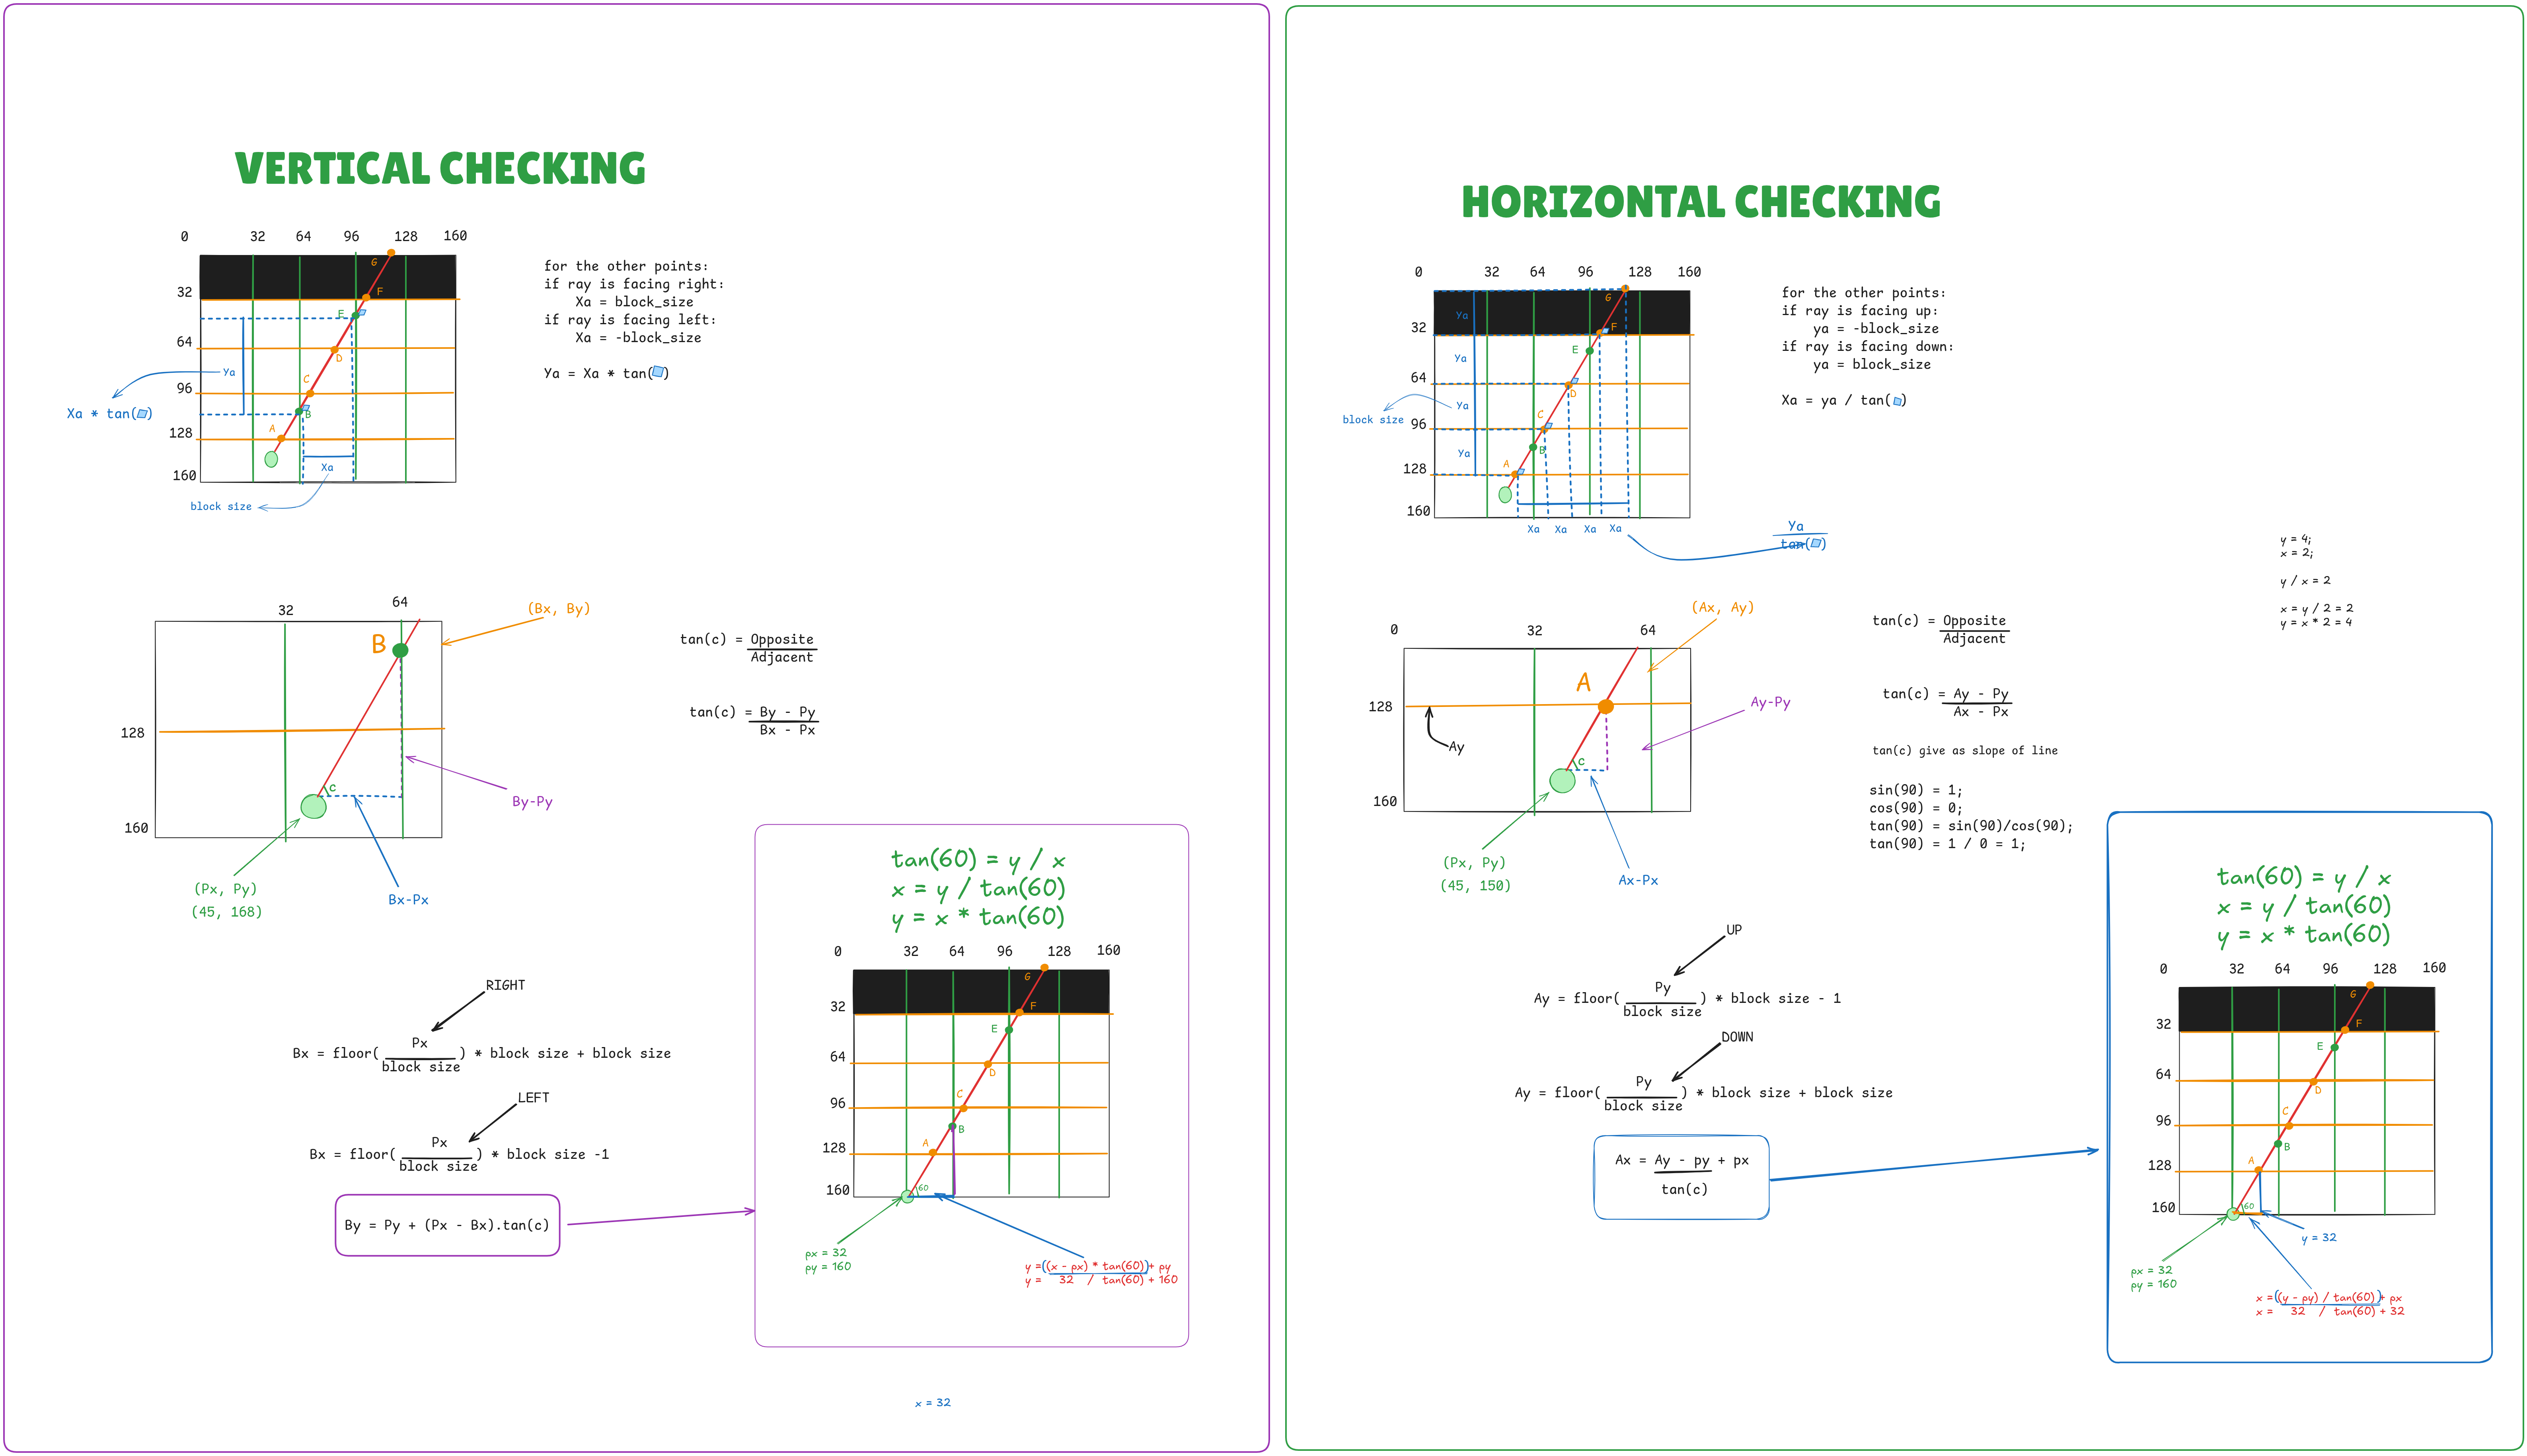 VERTICAL CHECKING
0 32 64 96 128 160
G
F
32
E
64
D
Ya
C
96
Xa * tan( )
B
A
128
Xa
160
block size
for the other points:
if ray is facing right:
Xa = block_size
if ray is facing left:
Xa = -block_size
Ya = Xa * tan( )
32
64
(Bx, By)
B
128
c
160
By-Py
(Px, Py)
(45, 168)
Bx-Px
tan(c) = Opposite
Adjacent
tan(c) = By - Py
Bx - Px
RIGHT
Px
Bx = floor( ) * block size + block size
block size
LEFT
Px
Bx = floor( ) * block size -1
block size
By = Py + (Px - Bx).tan(c)
tan(60) = y / x
x = y / tan(60)
y = x * tan(60)
0 32 64 96 128 160
G
F
32
E
64
D
C
96
B
A
128
160
60
px = 32
py = 160
y =((x - px) * tan(60))+ py
y = 32 / tan(60) + 160
x = 32
HORIZONTAL CHECKING
0 32 64 96 128 160
G
Ya
F
32
E
Ya
64
D
Ya
C
block size
96
B
Ya
A
128
160
Xa Xa Xa Xa
Ya
tan( )
for the other points:
if ray is facing up:
ya = -block_size
if ray is facing down:
ya = block_size
Xa = ya / tan( )
y = 4;
x = 2;
y / x = 2
x = y / 2 = 2
y = x * 2 = 4
0 32 64
(Ax, Ay)
A
Ay-Py
128
Ay
c
160
(Px, Py)
(45, 150)
Ax-Px
tan(c) = Opposite
Adjacent
tan(c) = Ay - Py
Ax - Px
tan(c) give as slope of line
sin(90) = 1;
cos(90) = 0;
tan(90) = sin(90)/cos(90);
tan(90) = 1 / 0 = 1;
UP
Px
Ay = floor( Py ) * block size - 1
block size
DOWN
Py
Ay = floor( ) * block size + block size
block size
Ax = Ay - py + px
tan(c)
tan(60) = y / x
x = y / tan(60)
y = x * tan(60)
0 32 64 96 128 160
G
F
32
E
64
D
C
96
B
A
128
160
60
y = 32
px = 32
py = 160
x =((y - py) / tan(60))+ px
x = 32 / tan(60) + 32